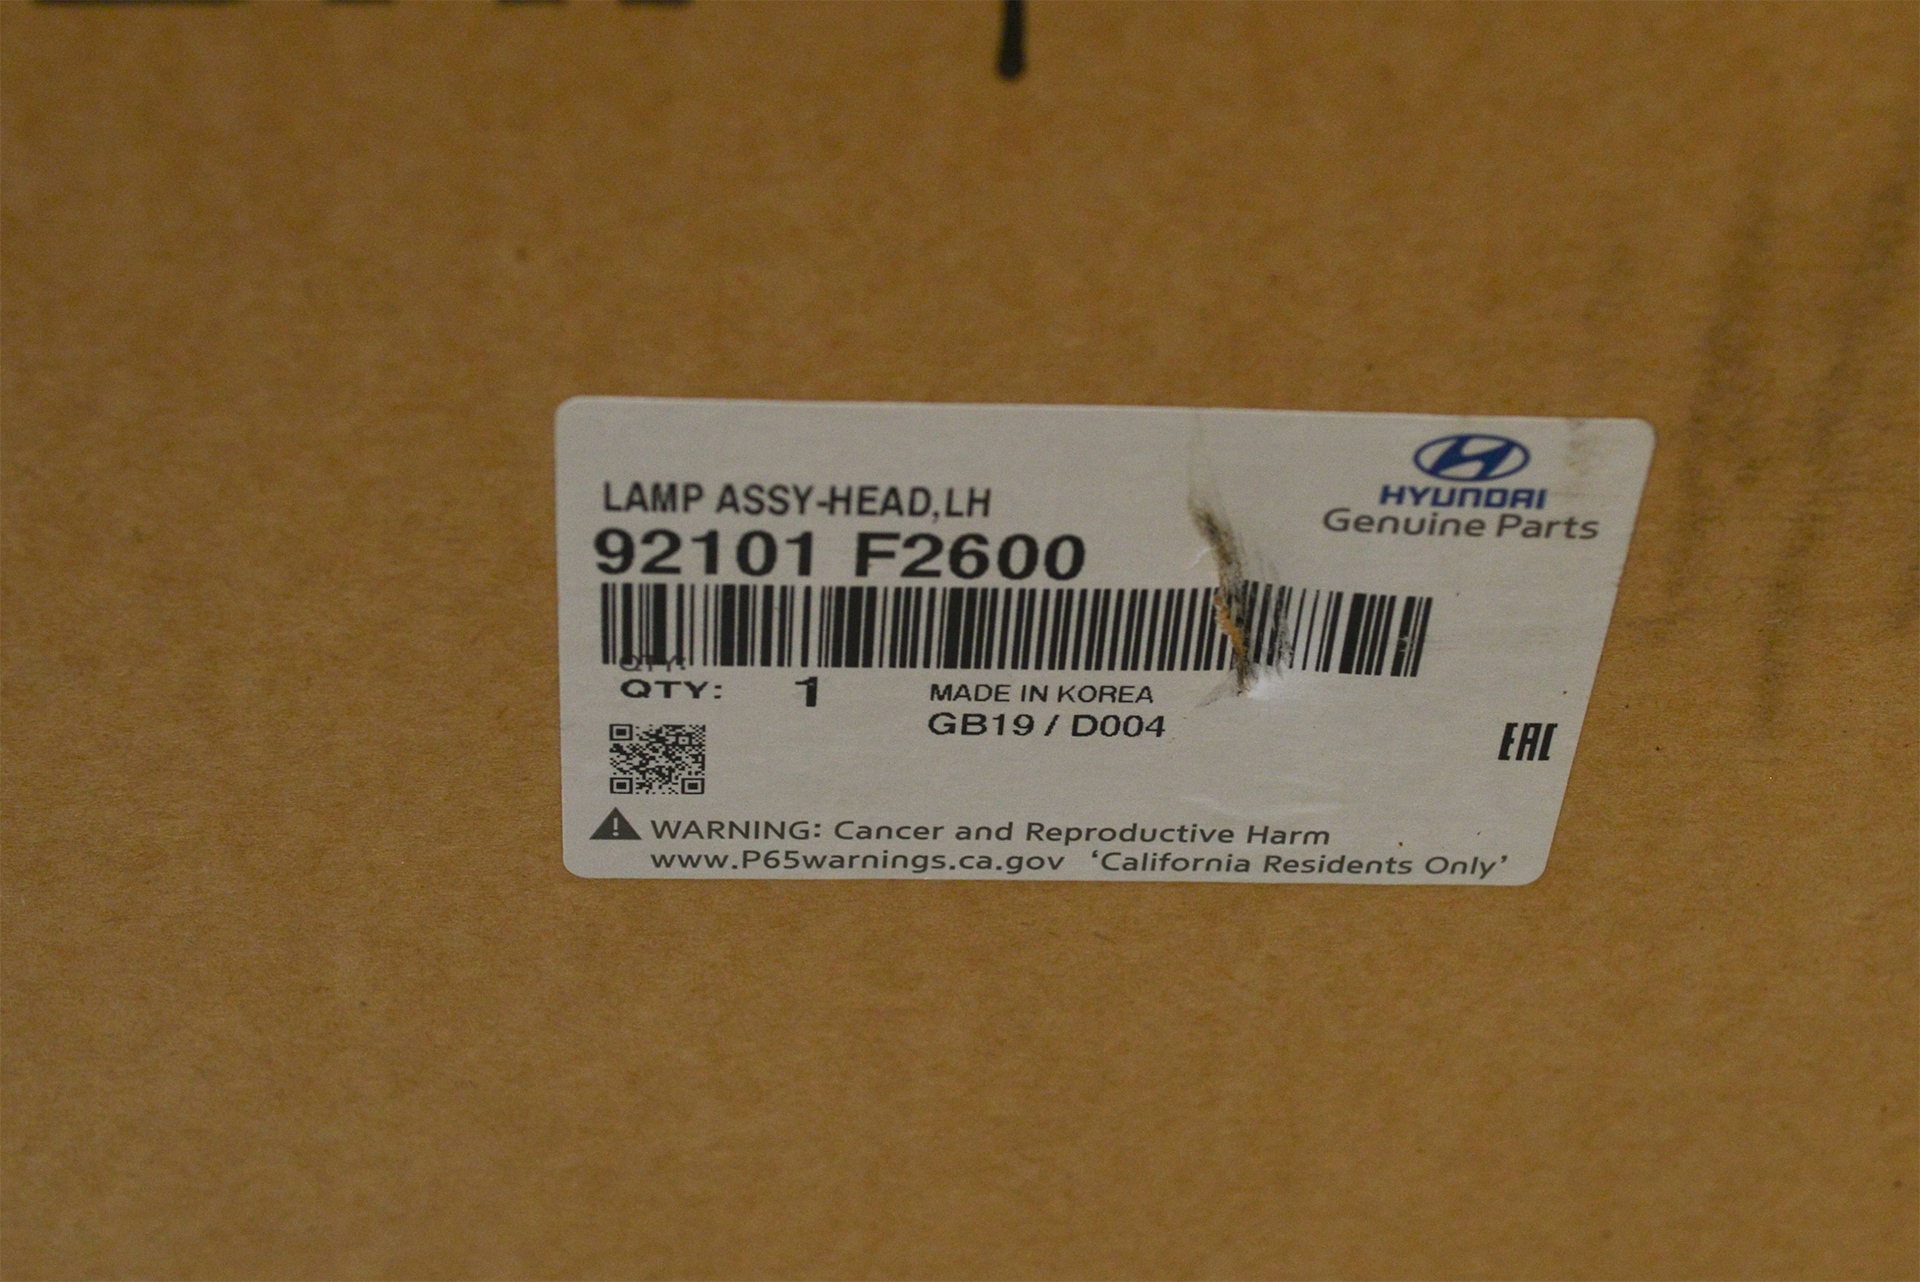 HYUNDAI
Genuine Parts
LAMP ASSY-HEAD,LH
92101 F2600
QTY:
QTY: 1
MADE IN KOREA
GB19 / D004
EAC
WARNING: Cancer and Reproductive Harm
www.P65warnings.ca.gov 'California Residents Only'